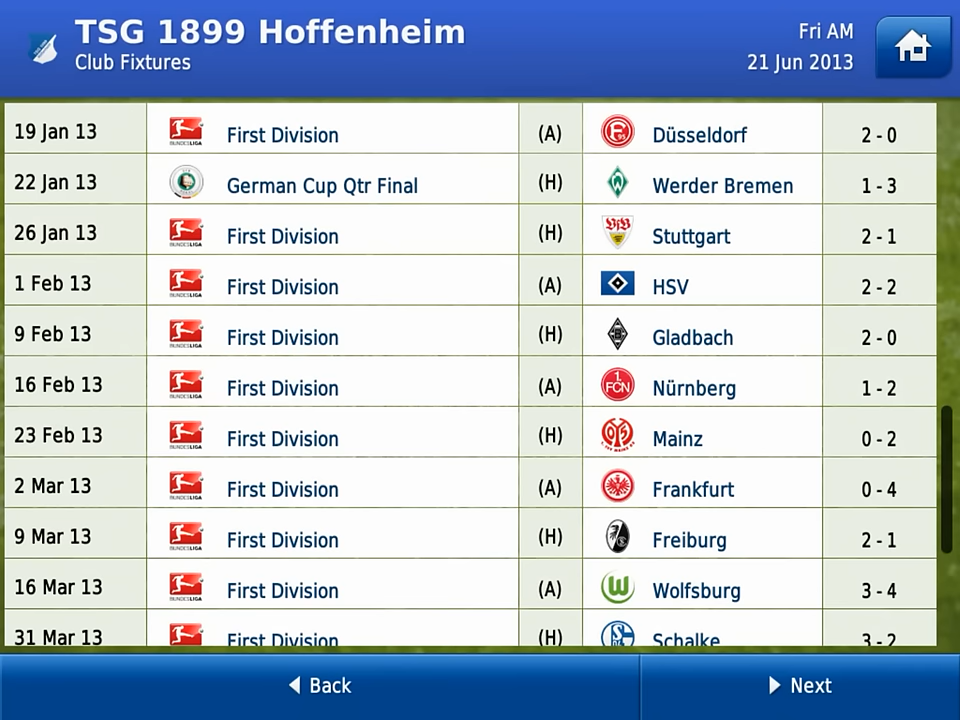 TSG 1899 Hoffenheim
Club Fixtures
Fri AM
21 Jun 2013
19 Jan 13 First Division (A) Düsseldorf 2 - 0
22 Jan 13 German Cup Qtr Final (H) Werder Bremen 1 - 3
26 Jan 13 First Division (H) Stuttgart 2 - 1
1 Feb 13 First Division (A) HSV 2 - 2
9 Feb 13 First Division (H) Gladbach 2 - 0
16 Feb 13 First Division (A) Nürnberg 1 - 2
23 Feb 13 First Division (H) Mainz 0 - 2
2 Mar 13 First Division (A) Frankfurt 0 - 4
9 Mar 13 First Division (H) Freiburg 2 - 1
16 Mar 13 First Division (A) Wolfsburg 3 - 4
31 Mar 13 First Division (H) Schalke 3 - 2
Back
Next